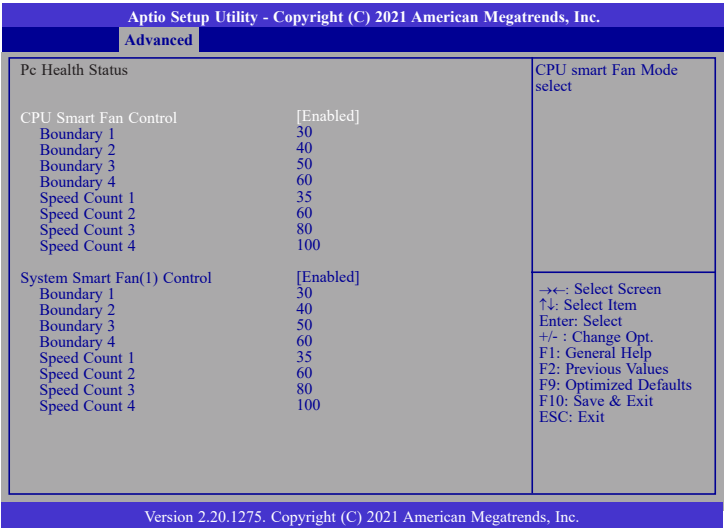 Aptio Setup Utility - Copyright (C) 2021 American Megatrends, Inc.
Advanced
Pc Health Status
CPU Smart Fan Control [Enabled]
Boundary 1 30
Boundary 2 40
Boundary 3 50
Boundary 4 60
Speed Count 1 35
Speed Count 2 60
Speed Count 3 80
Speed Count 4 100
System Smart Fan(1) Control [Enabled]
Boundary 1 30
Boundary 2 40
Boundary 3 50
Boundary 4 60
Speed Count 1 35
Speed Count 2 60
Speed Count 3 80
Speed Count 4 100
CPU smart Fan Mode
select
→←: Select Screen
↑↓: Select Item
Enter: Select
+/- : Change Opt.
F1: General Help
F2: Previous Values
F9: Optimized Defaults
F10: Save & Exit
ESC: Exit
Version 2.20.1275. Copyright (C) 2021 American Megatrends, Inc.